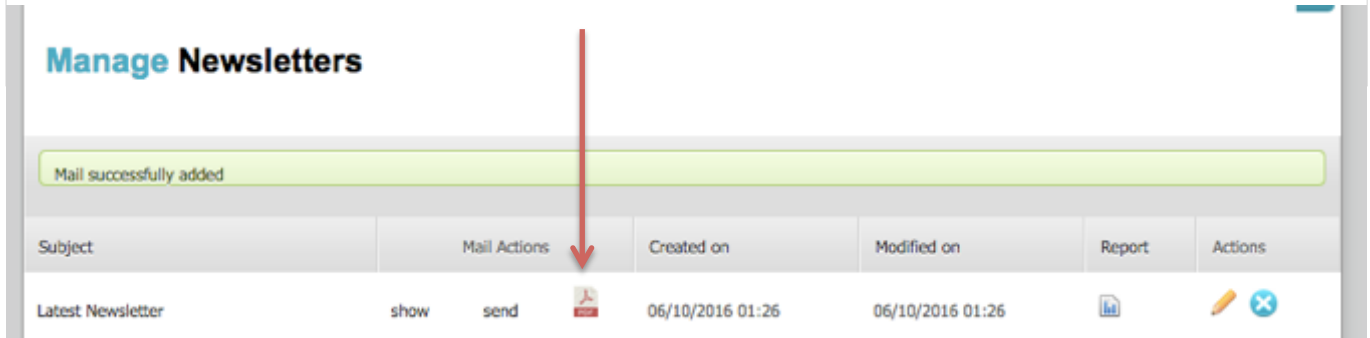 Manage Newsletters
Mail successfully added
Subject Mail Actions Created on Modified on Report Actions
Latest Newsletter show send PDF 06/10/2016 01:26 06/10/2016 01:26